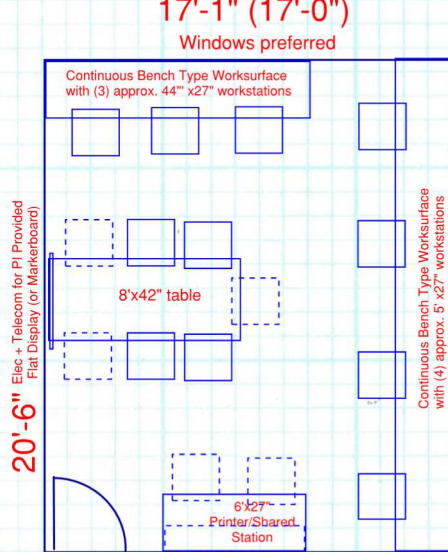 17'-1" (17'-0")
Windows preferred
Continuous Bench Type Worksurface
with (3) approx. 44"' x27" workstations
20'-6"
Elec + Telecom for PI Provided
Flat Display (or Markerboard)
8'x42" table
Continuous Bench Type Worksurface
with (4) approx. 5' x27" workstations
6'x27"
Printer/Shared
Station